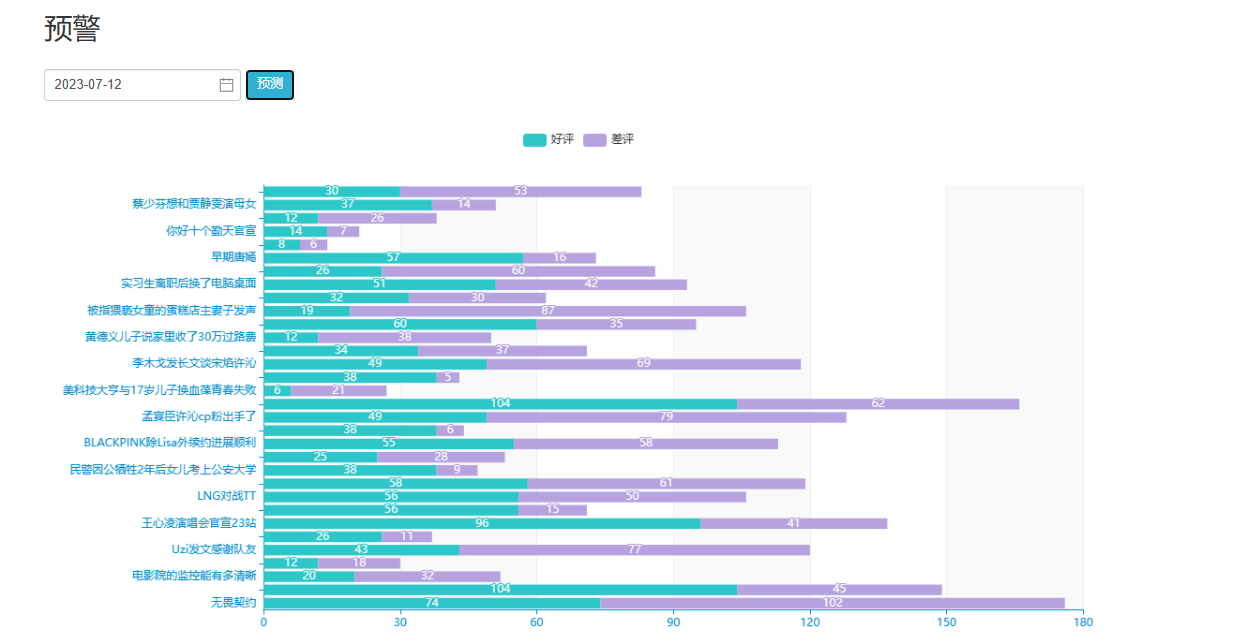 预警
2023-07-12 预测
好评 差评
30 53
蔡少芬想和贾静雯演母女 37 14
12 26
你好十个勤天官宣 14 7
8 6
早期唐嫣 57 16
26 60
实习生离职后换了电脑桌面 51 42
32 30
被指猥亵女童的蛋糕店主妻子发声 19 87
60 35
黄德义儿子说家里收了30万过路费 12 38
34 37
李木戈发长文谈宋焰许沁 49 69
38 5
美科技大亨与17岁儿子换血葆青春失败 6 21
104 62
孟宴臣许沁cp粉出手了 49 79
38 6
BLACKPINK除Lisa外续约进展顺利 55 58
25 28
民警因公牺牲2年后女儿考上公安大学 38 9
58 61
LNG对战TT 56 50
56 15
王心凌演唱会官宣23站 96 41
26 11
Uzi发文感谢队友 43 77
12 18
电影院的监控能有多清晰 20 32
104 45
无畏契约 74 102
0 30 60 90 120 150 180